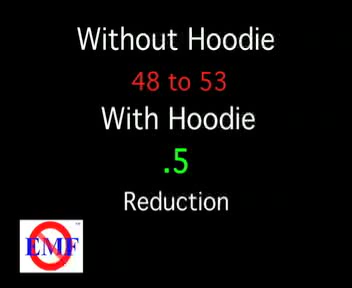 Without Hoodie
48 to 53
With Hoodie
.5
Reduction
EMF